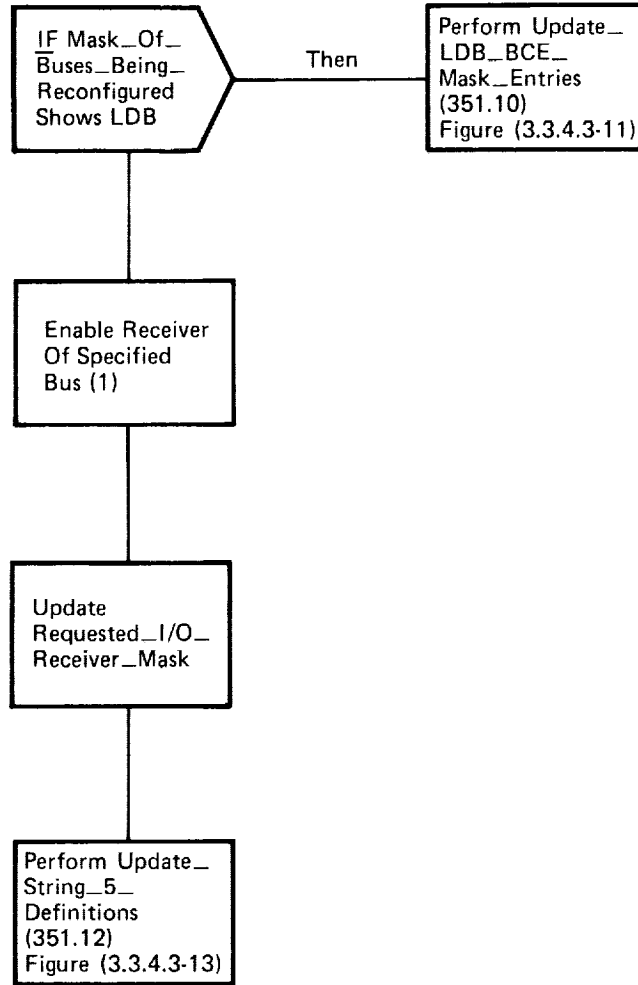 IF Mask_Of_
Buses_Being_
Reconfigured
Shows LDB
Then
Perform Update_
LDB_BCE_
Mask_Entries
(351.10)
Figure (3.3.4.3-11)
Enable Receiver
Of Specified
Bus (1)
Update
Requested_I/O_
Receiver_Mask
Perform Update_
String_5_
Definitions
(351.12)
Figure (3.3.4.3-13)